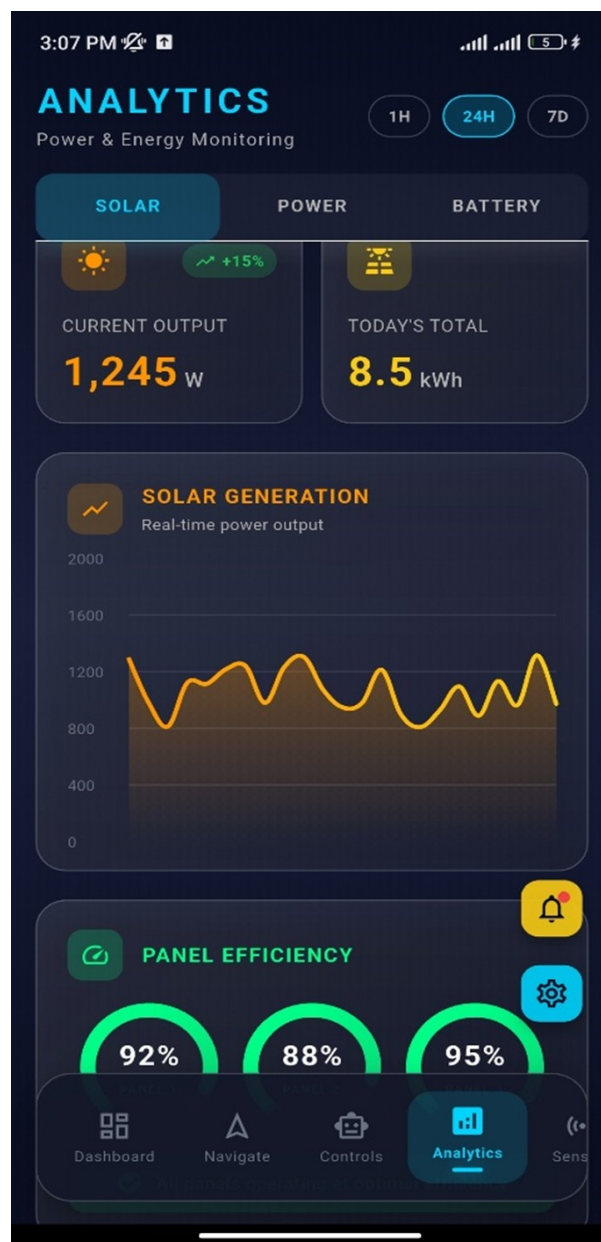 3:07 PM
5
ANALYTICS
Power & Energy Monitoring
1H
24H
7D
SOLAR
POWER
BATTERY
+15%
CURRENT OUTPUT
1,245 W
TODAY'S TOTAL
8.5 kWh
SOLAR GENERATION
Real-time power output
2000
1600
1200
800
400
0
PANEL EFFICIENCY
92%
88%
95%
Dashboard
Navigate
Controls
Analytics
Sens